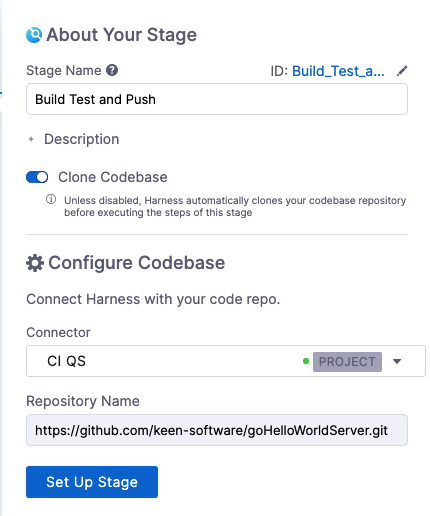 About Your Stage
Stage Name
ID: Build_Test_a...
Build Test and Push
+ Description
Clone Codebase
Unless disabled, Harness automatically clones your codebase repository
before executing the steps of this stage
Configure Codebase
Connect Harness with your code repo.
Connector
CI QS PROJECT
Repository Name
https://github.com/keen-software/goHelloWorldServer.git
Set Up Stage